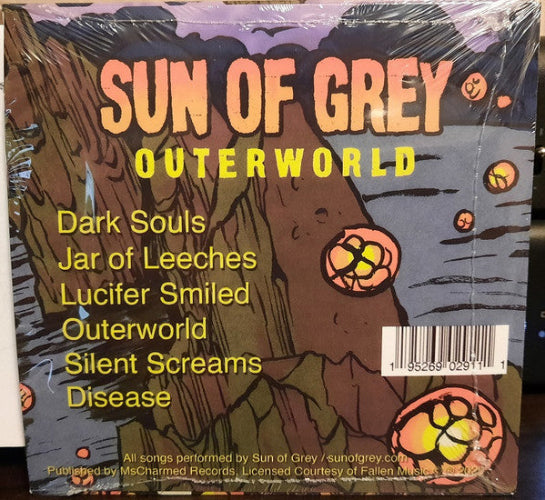 SUN OF GREY
OUTERWORLD
Dark Souls
Jar of Leeches
Lucifer Smiled
Outerworld
Silent Screams
Disease
1 95269 02911 1
All songs performed by Sun of Grey / sunofgrey.com
Published by MsCharmed Records, Licensed Courtesy of Fallen Music